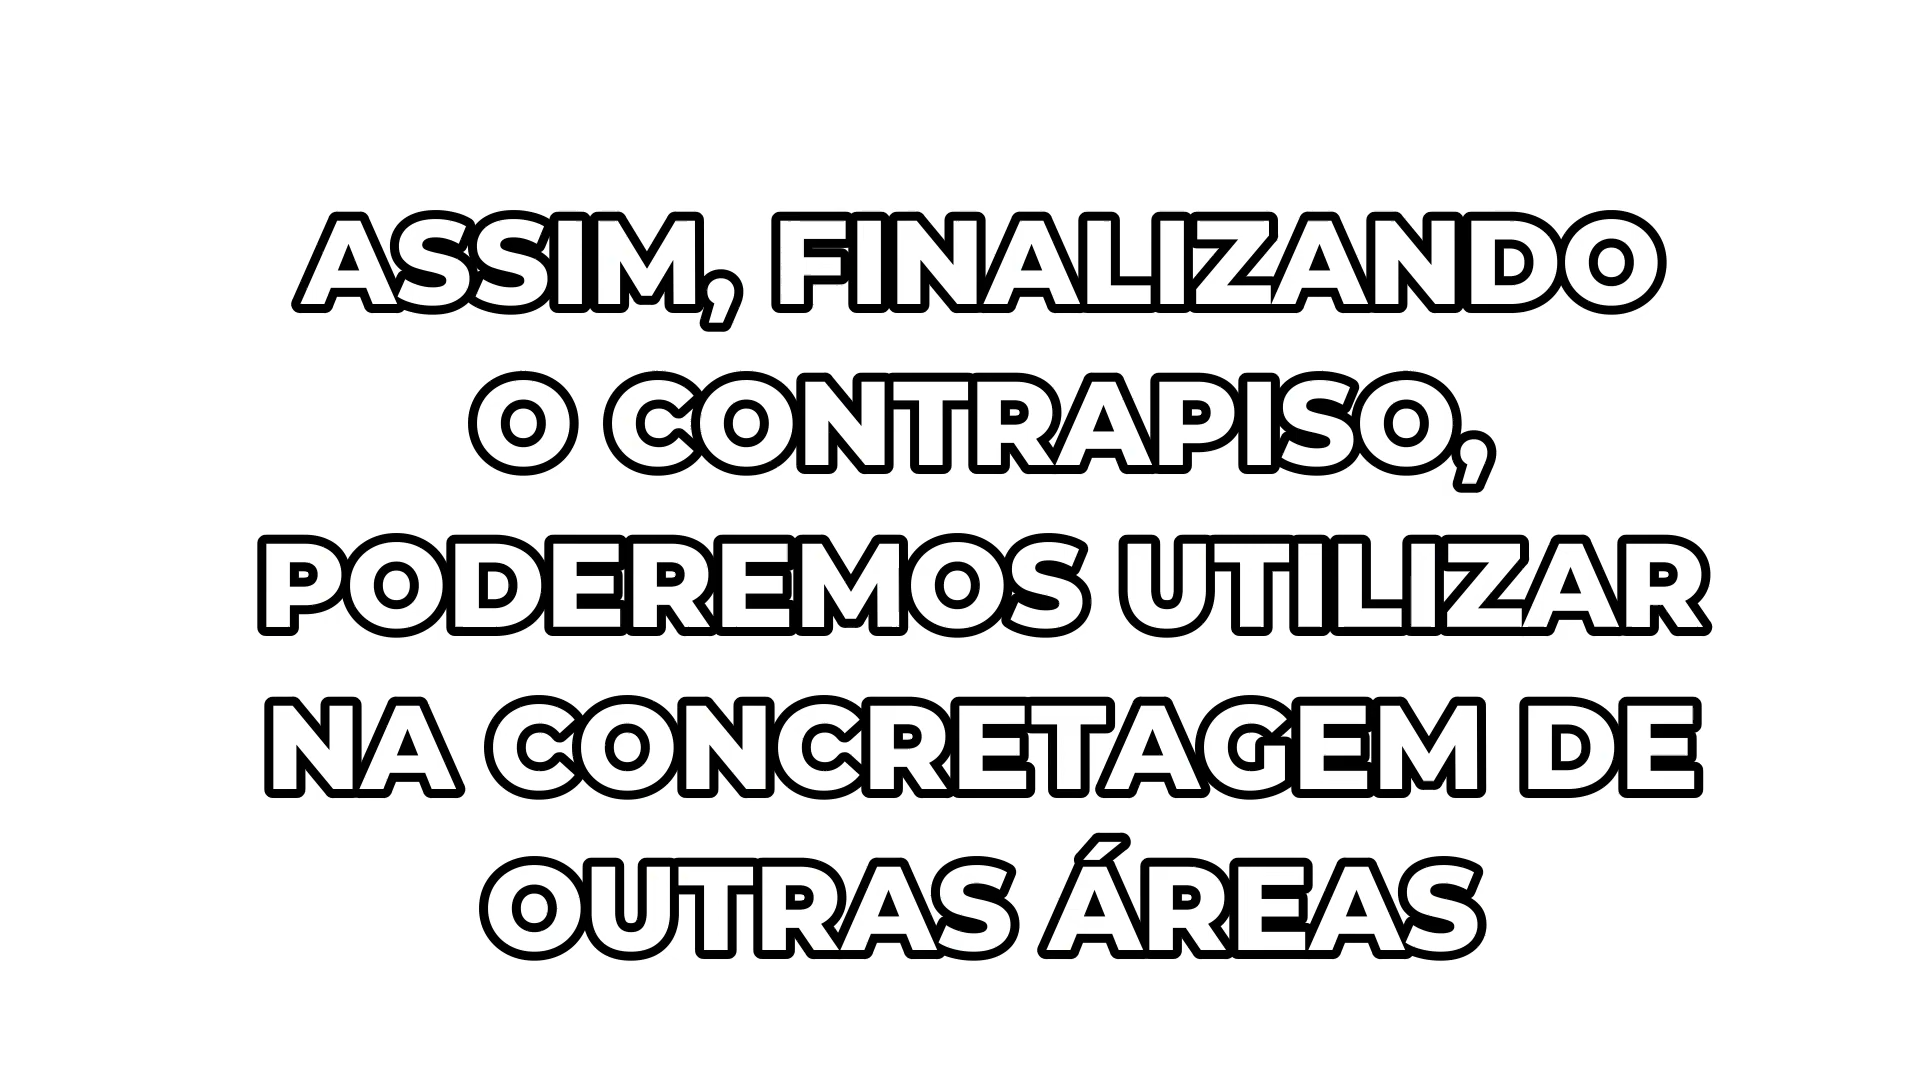 ASSIM, FINALIZANDO
O CONTRAPISO,
PODEREMOS UTILIZAR
NA CONCRETAGEM DE
OUTRAS ÁREAS